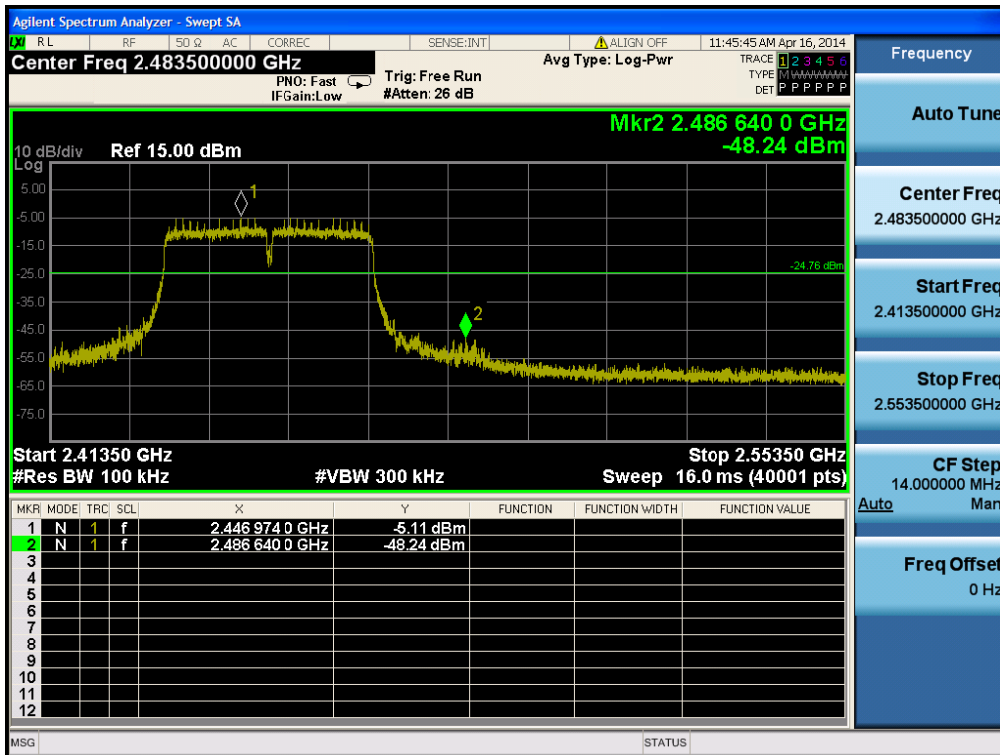 Agilent Spectrum Analyzer - Swept SA
LXI RL RF 50 Ω AC CORREC SENSE:INT ALIGN OFF 11:45:45 AM Apr 16, 2014
Center Freq 2.483500000 GHz
Avg Type: Log-Pwr
TRACE 1 2 3 4 5 6
PNO: Fast
Trig: Free Run
TYPE M
IFGain:Low
#Atten: 26 dB
DET P P P P P P
Mkr2 2.486 640 0 GHz
-48.24 dBm
10 dB/div Ref 15.00 dBm
Log
5.00
1
-5.00
-15.0
-24.76 dBm
-25.0
-35.0
2
-45.0
-55.0
-65.0
-75.0
Start 2.41350 GHz Stop 2.55350 GHz
#Res BW 100 kHz #VBW 300 kHz Sweep 16.0 ms (40001 pts)
MKR MODE TRC SCL X Y FUNCTION FUNCTION WIDTH FUNCTION VALUE
1 N 1 f 2.446 974 0 GHz -5.11 dBm
2 N 1 f 2.486 640 0 GHz -48.24 dBm
3
4
5
6
7
8
9
10
11
12
MSG STATUS
Frequency
Auto Tune
Center Freq
2.483500000 GHz
Start Freq
2.413500000 GHz
Stop Freq
2.553500000 GHz
CF Step
14.000000 MHz
Auto Man
Freq Offset
0 Hz